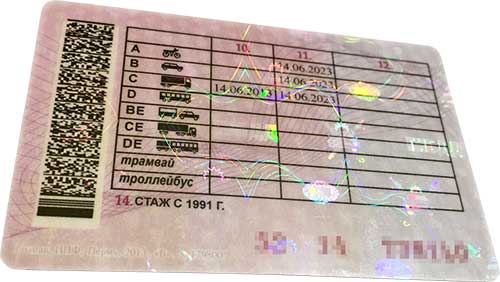 10. 11. 12.
A
B 14.06.2023
C 14.06.2023
D 14.06.2013 14.06.2023
BE
CE
DE
трамвай
троллейбус
14. СТАЖ С 1991 Г.